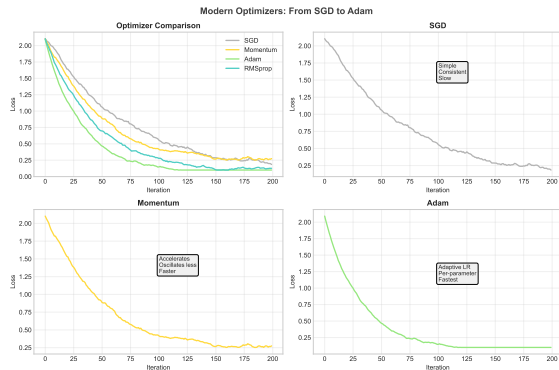 Modern Optimizers: From SGD to Adam
Optimizer Comparison
Loss
2.00
1.75
1.50
1.25
1.00
0.75
0.50
0.25
0.00
0 25 50 75 100 125 150 175 200
Iteration
SGD
Momentum
Adam
RMSprop
SGD
Loss
2.00
1.75
1.50
1.25
1.00
0.75
0.50
0.25
0 25 50 75 100 125 150 175 200
Iteration
Simple
Consistent
Slow
Momentum
Loss
2.00
1.75
1.50
1.25
1.00
0.75
0.50
0.25
0 25 50 75 100 125 150 175 200
Iteration
Accelerates
Oscillates less
Faster
Adam
Loss
2.00
1.75
1.50
1.25
1.00
0.75
0.50
0.25
0 25 50 75 100 125 150 175 200
Iteration
Adaptive LR
Per-parameter
Fastest